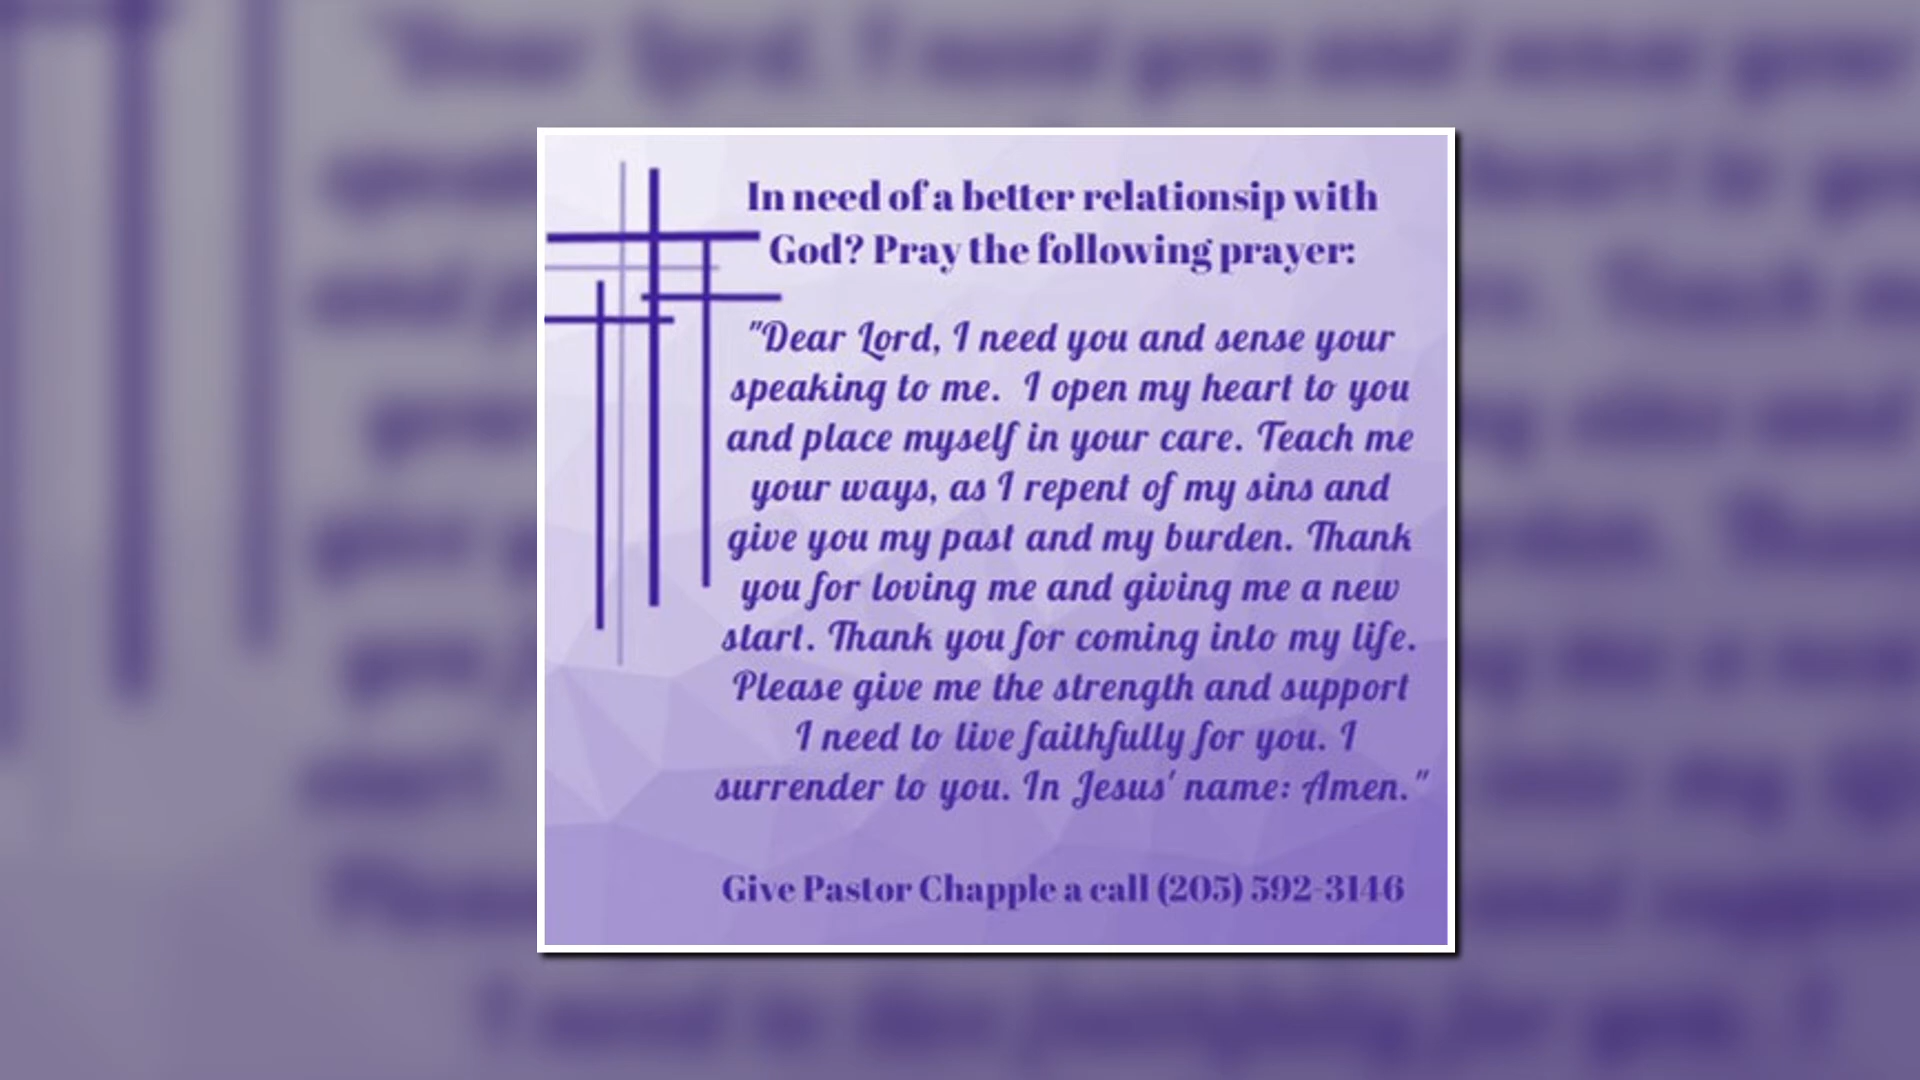 In need of a better relationsip with
God? Pray the following prayer:
"Dear Lord, I need you and sense your
speaking to me. I open my heart to you
and place myself in your care. Teach me
your ways, as I repent of my sins and
give you my past and my burden. Thank
you for loving me and giving me a new
start. Thank you for coming into my life.
Please give me the strength and support
I need to live faithfully for you. I
surrender to you. In Jesus' name: Amen."
Give Pastor Chapple a call (205) 592-3146